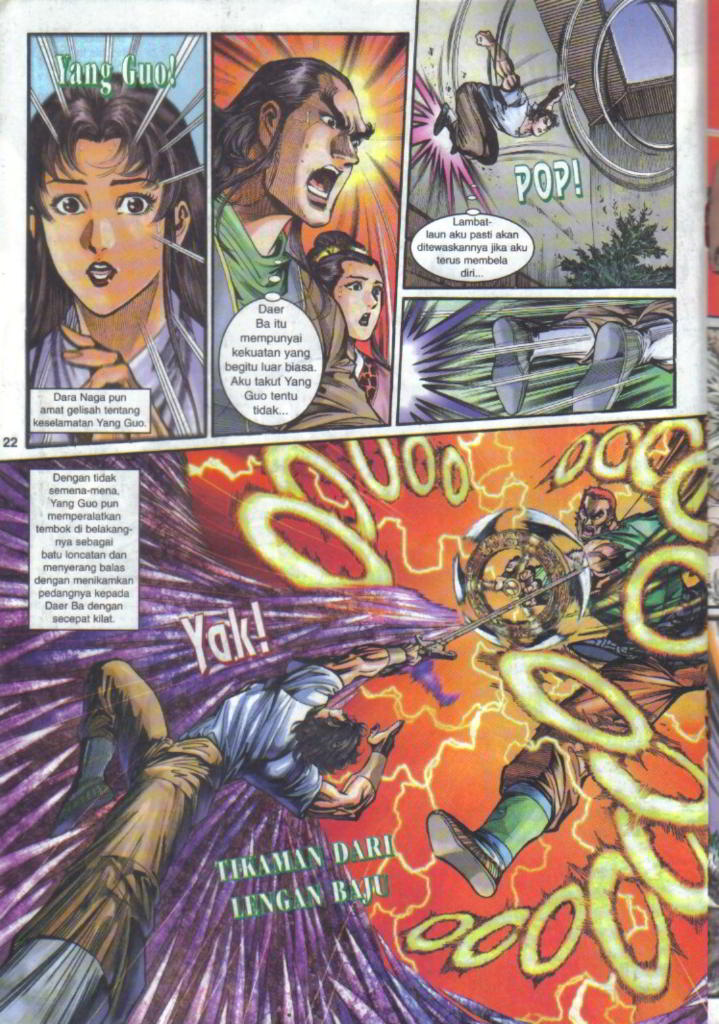 Yang Guo!
Dara Naga pun
amat gelisah tentang
keselamatan Yang Guo.
Daer
Ba itu
mempunyai
kekuatan yang
begitu luar biasa.
Aku takut Yang
Guo tentu
tidak...
POP!
Lambat-
laun aku pasti akan
ditewaskannya jika aku
terus membela
diri...
22
Dengan tidak
semena-mena,
Yang Guo pun
memperalatkan
tembok di belakang-
nya sebagai
batu loncatan dan
menyerang balas
dengan menikamkan
pedangnya kepada
Daer Ba dengan
secepat kilat.
Yak!
TIKAMAN DARI
LENGAN BAJU